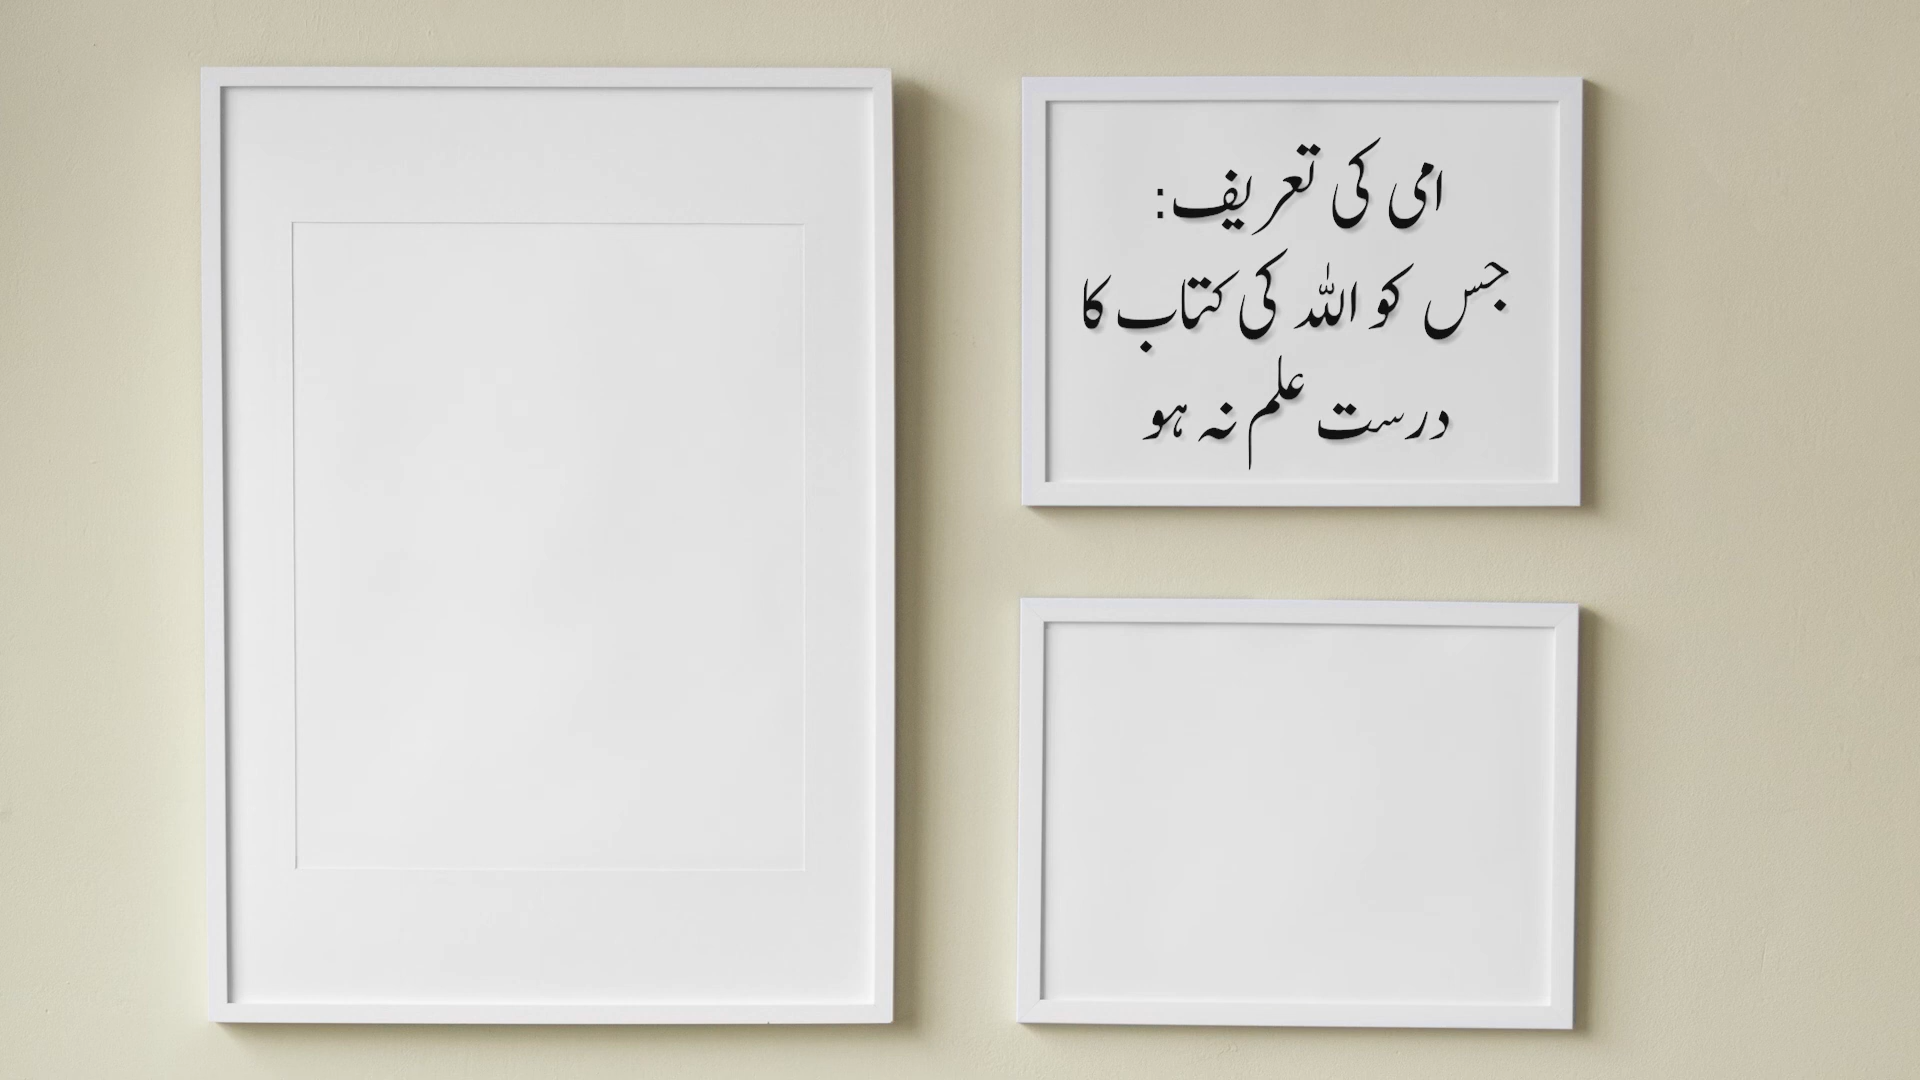 امی کی تعریف:
جس کو اللہ کی کتاب کا
درست علم نہ ہو